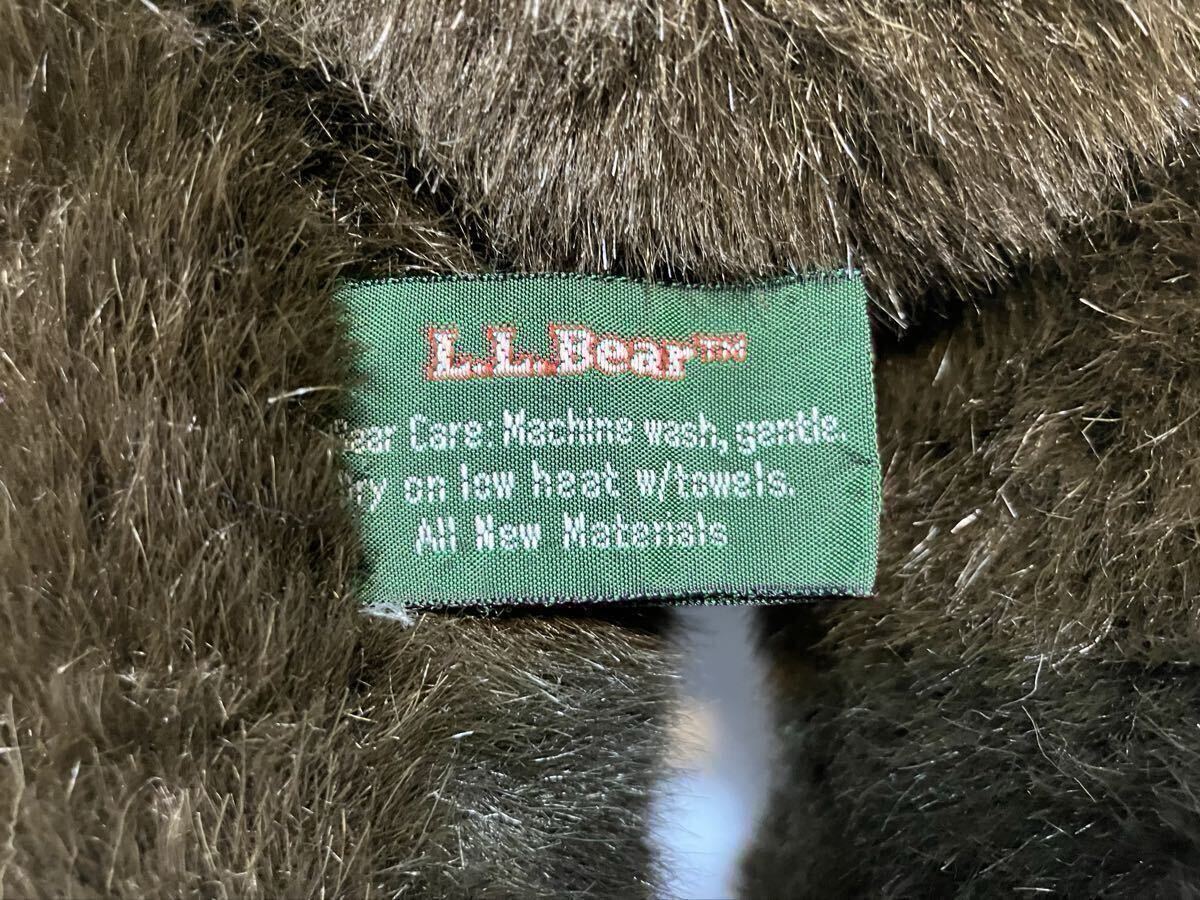 L.L.Bear™
Bear Care: Machine wash, gentle.
Dry on low heat w/towels.
All New Materials